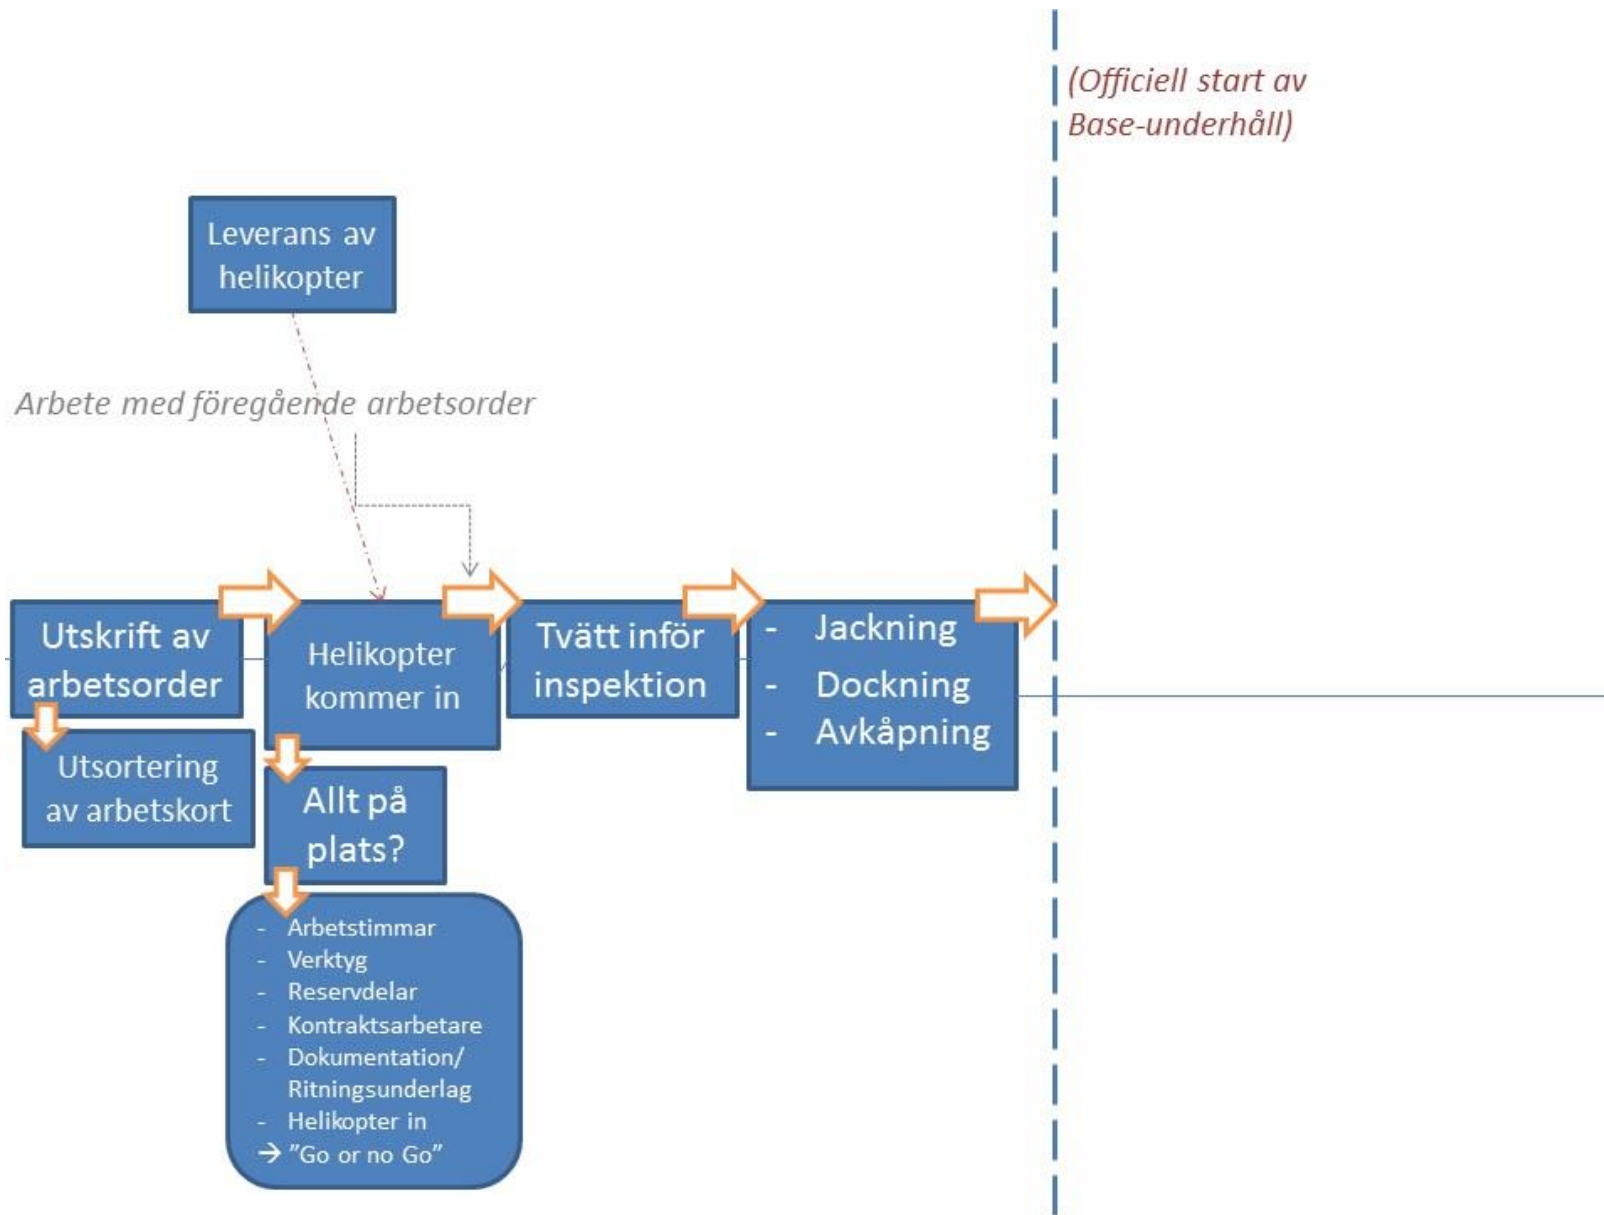 (Officiell start av
Base-underhåll)
Leverans av
helikopter
Arbete med föregående arbetsorder
Utskrift av
arbetsorder
Utsortering
av arbetskort
Helikopter
kommer in
Allt på
plats?
- Arbetstimmar
- Verktyg
- Reservdelar
- Kontraktsarbetare
- Dokumentation/
Ritningsunderlag
- Helikopter in
→ ”Go or no Go”
Tvätt inför
inspektion
- Jackning
- Dockning
- Avkåpning